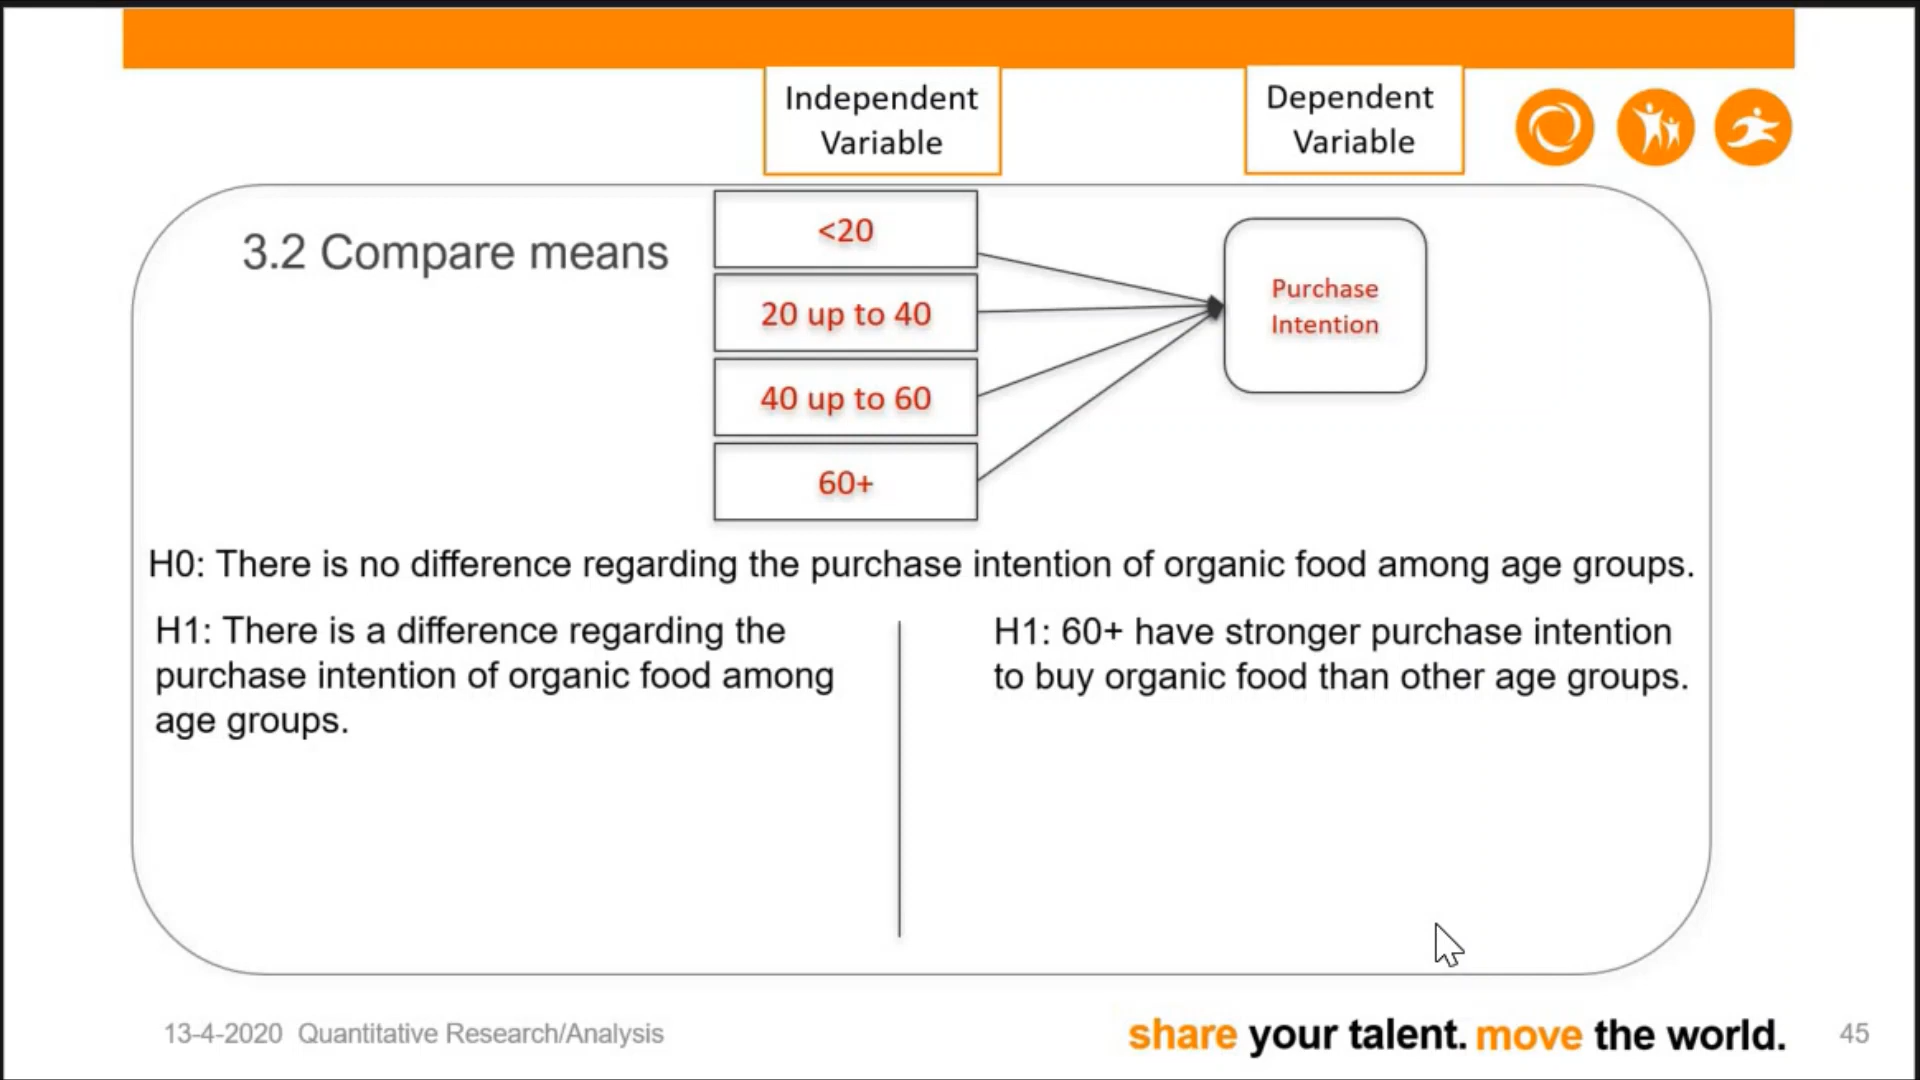 Independent
Variable
Dependent
Variable
3.2 Compare means
<20
20 up to 40
40 up to 60
60+
Purchase
Intention
H0: There is no difference regarding the purchase intention of organic food among age groups.
H1: There is a difference regarding the
purchase intention of organic food among
age groups.
H1: 60+ have stronger purchase intention
to buy organic food than other age groups.
13-4-2020 Quantitative Research/Analysis
share your talent. move the world.
45